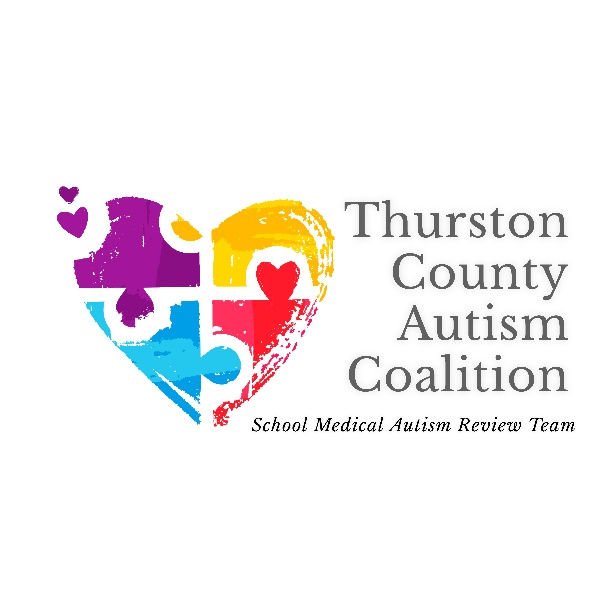 Thurston
County
Autism
Coalition
School Medical Autism Review Team